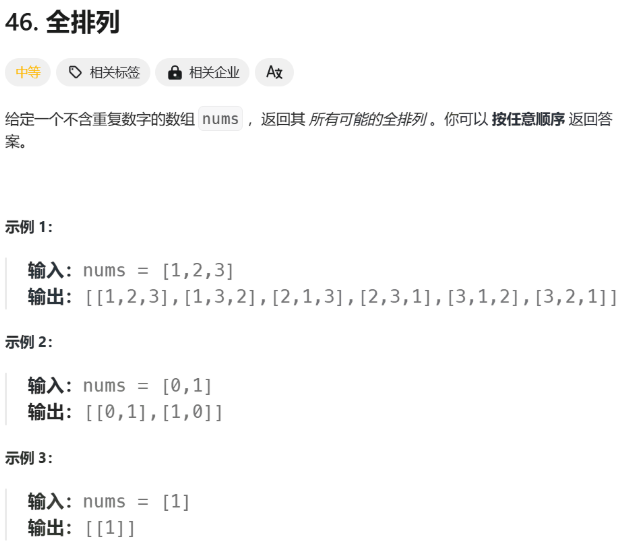 46. 全排列
中等 相关标签 相关企业 A文
给定一个不含重复数字的数组 nums ，返回其 所有可能的全排列 。你可以 按任意顺序 返回答
案。
示例 1：
输入：nums = [1,2,3]
输出：[[1,2,3],[1,3,2],[2,1,3],[2,3,1],[3,1,2],[3,2,1]]
示例 2：
输入：nums = [0,1]
输出：[[0,1],[1,0]]
示例 3：
输入：nums = [1]
输出：[[1]]